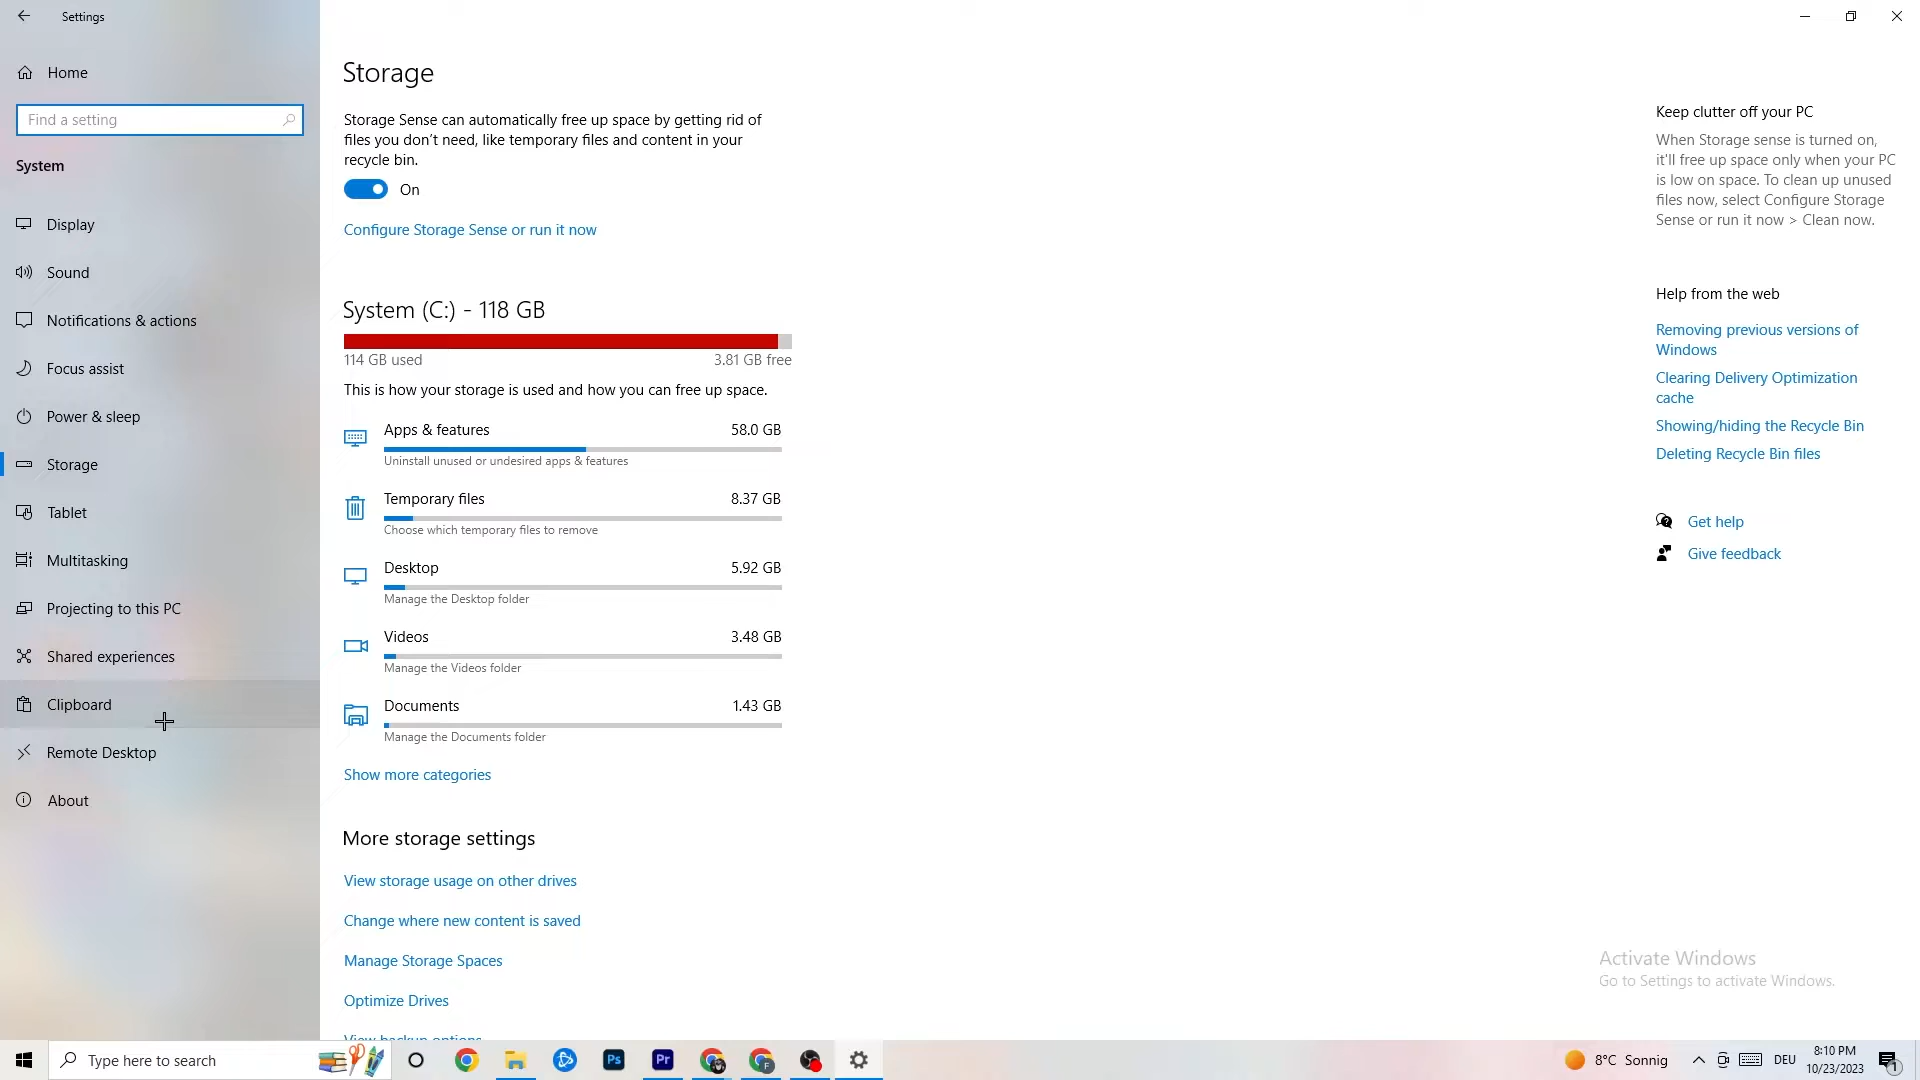 Settings
Home
Find a setting
System
Display
Sound
Notifications & actions
Focus assist
Power & sleep
Storage
Tablet
Multitasking
Projecting to this PC
Shared experiences
Clipboard
Remote Desktop
About
Storage
Storage Sense can automatically free up space by getting rid of
files you don’t need, like temporary files and content in your
recycle bin.
On
Configure Storage Sense or run it now
System (C:) - 118 GB
114 GB used 3.81 GB free
This is how your storage is used and how you can free up space.
Apps & features 58.0 GB
Uninstall unused or undesired apps & features
Temporary files 8.37 GB
Choose which temporary files to remove
Desktop 5.92 GB
Manage the Desktop folder
Videos 3.48 GB
Manage the Videos folder
Documents 1.43 GB
Manage the Documents folder
Show more categories
More storage settings
View storage usage on other drives
Change where new content is saved
Manage Storage Spaces
Optimize Drives
View backup options
Keep clutter off your PC
When Storage sense is turned on,
it'll free up space only when your PC
is low on space. To clean up unused
files now, select Configure Storage
Sense or run it now > Clean now.
Help from the web
Removing previous versions of
Windows
Clearing Delivery Optimization
cache
Showing/hiding the Recycle Bin
Deleting Recycle Bin files
Get help
Give feedback
Activate Windows
Go to Settings to activate Windows.
Type here to search
Ps
Pr
F
8°C Sonnig
DEU
8:10 PM
10/23/2023
1